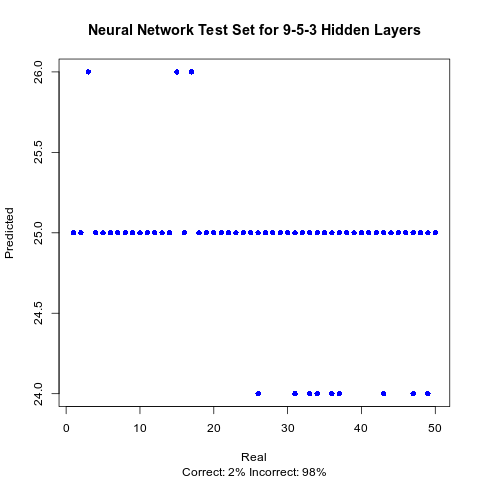 Neural Network Test Set for 9-5-3 Hidden Layers
26.0
25.5
25.0
24.5
24.0
Predicted
0 10 20 30 40 50
Real
Correct: 2% Incorrect: 98%